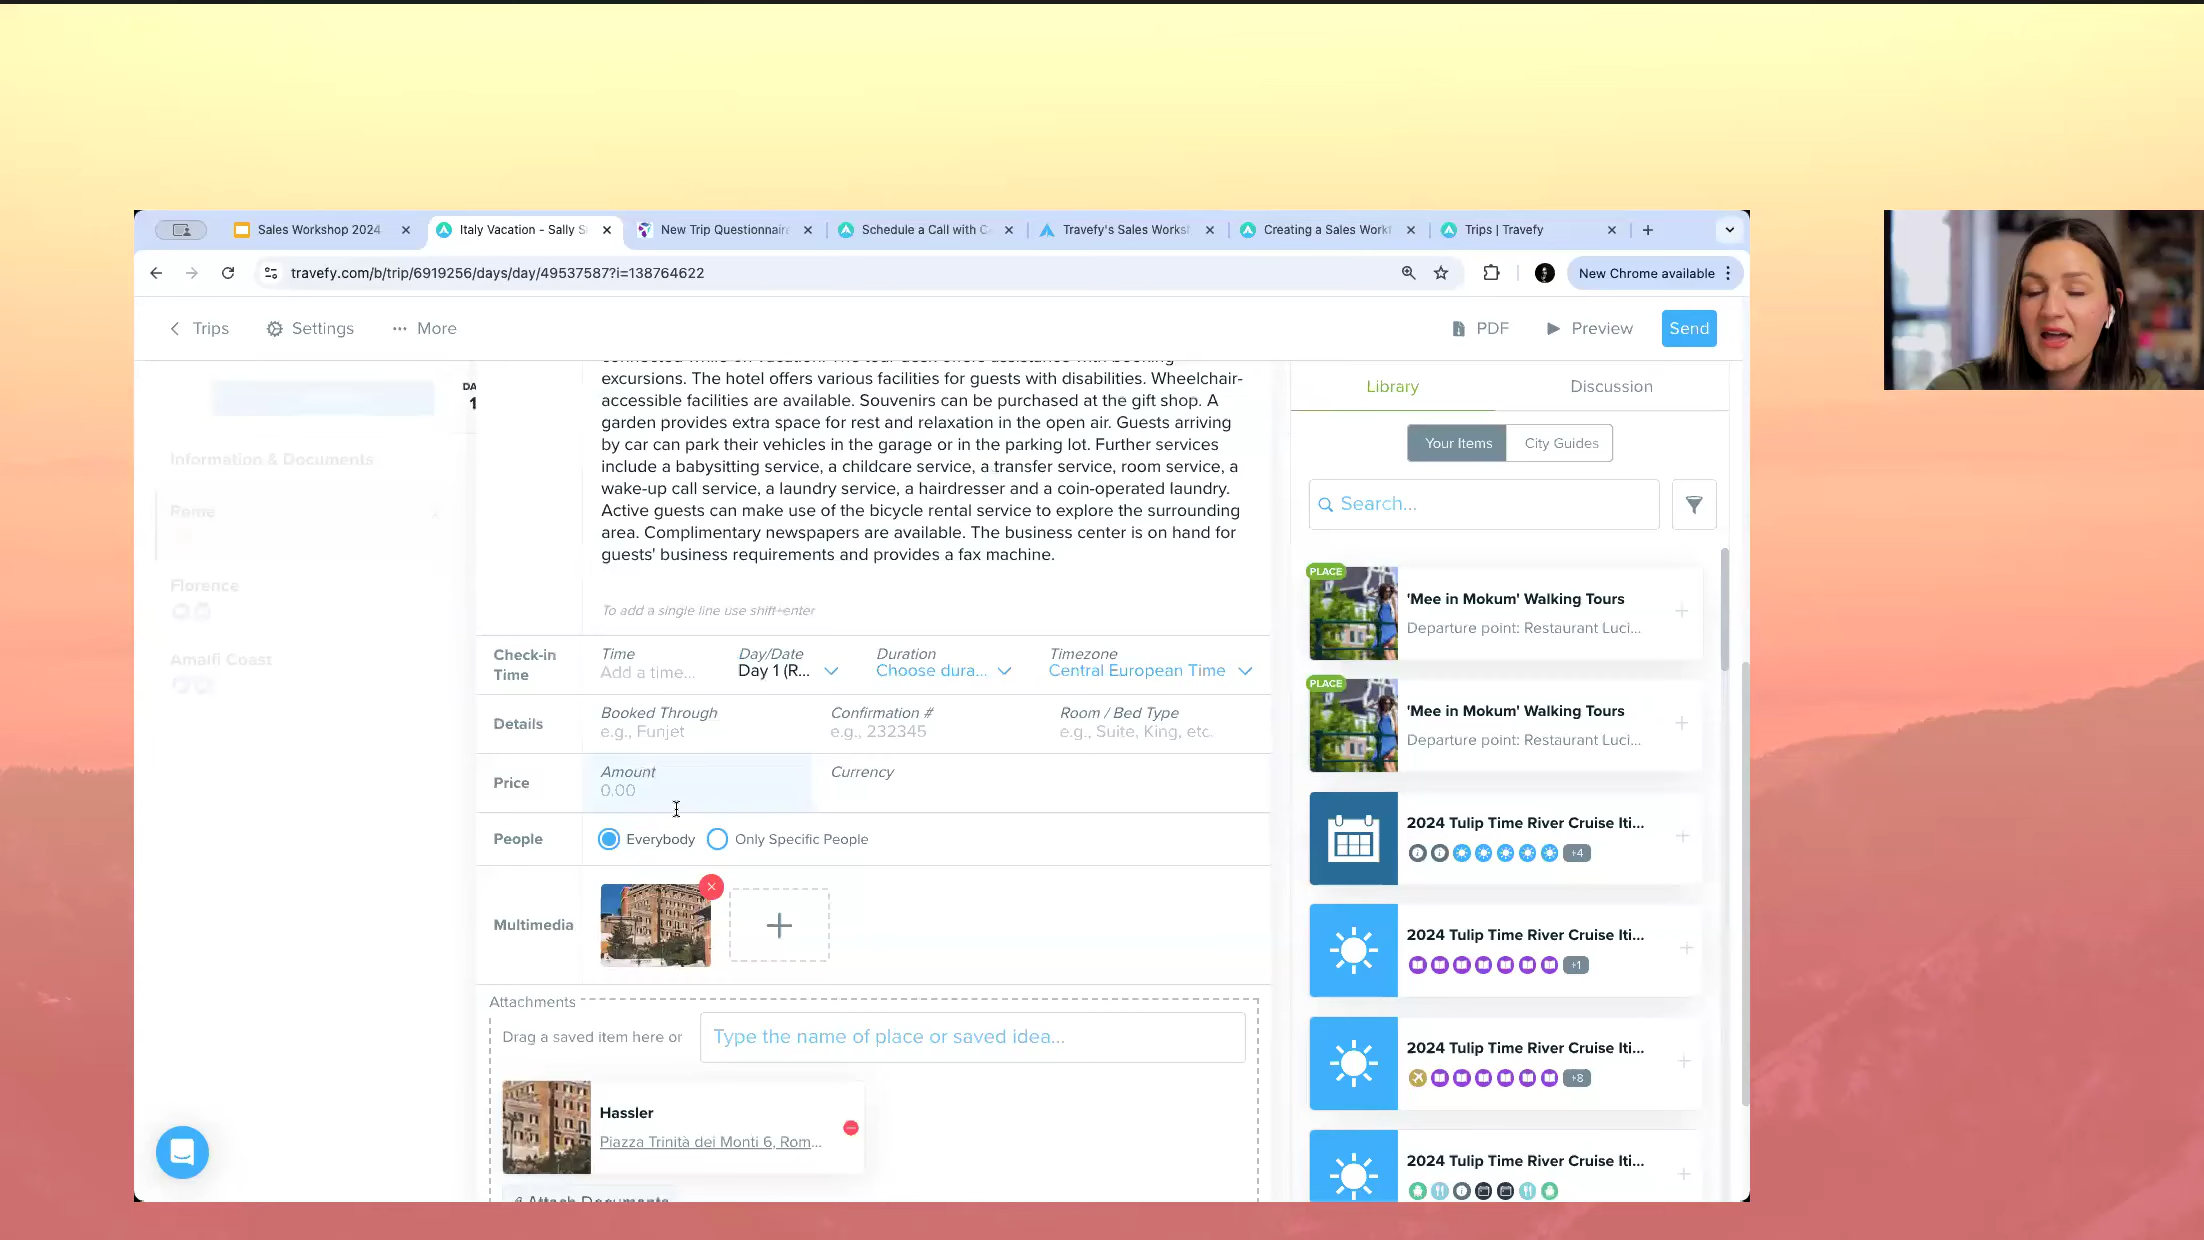 Sales Workshop 2024
Italy Vacation - Sally S
New Trip Questionnair
Schedule a Call with C
Travefy's Sales Works
Creating a Sales Work
Trips | Travefy
travefy.com/b/trip/6919256/days/day/49537587?i=138764622
New Chrome available
Trips
Settings
More
PDF
Preview
Send
DA
1
Information & Documents
Rome
Florence
Amalfi Coast
excursions. The hotel offers various facilities for guests with disabilities. Wheelchair-
accessible facilities are available. Souvenirs can be purchased at the gift shop. A
garden provides extra space for rest and relaxation in the open air. Guests arriving
by car can park their vehicles in the garage or in the parking lot. Further services
include a babysitting service, a childcare service, a transfer service, room service, a
wake-up call service, a laundry service, a hairdresser and a coin-operated laundry.
Active guests can make use of the bicycle rental service to explore the surrounding
area. Complimentary newspapers are available. The business center is on hand for
guests' business requirements and provides a fax machine.
To add a single line use shift+enter
Check-in Time
Time
Add a time...
Day/Date
Day 1 (R...
Duration
Choose dura...
Timezone
Central European Time
Details
Booked Through
e.g., Funjet
Confirmation #
e.g., 232345
Room / Bed Type
e.g., Suite, King, etc.
Price
Amount
0.00
Currency
People
Everybody
Only Specific People
Multimedia
Attachments
Drag a saved item here or
Type the name of place or saved idea...
Hassler
Piazza Trinità dei Monti 6, Rom...
Attach Documents
Library
Discussion
Your Items
City Guides
Search...
PLACE
'Mee in Mokum' Walking Tours
Departure point: Restaurant Luci...
PLACE
'Mee in Mokum' Walking Tours
Departure point: Restaurant Luci...
2024 Tulip Time River Cruise Iti...
+4
2024 Tulip Time River Cruise Iti...
+1
2024 Tulip Time River Cruise Iti...
+8
2024 Tulip Time River Cruise Iti...